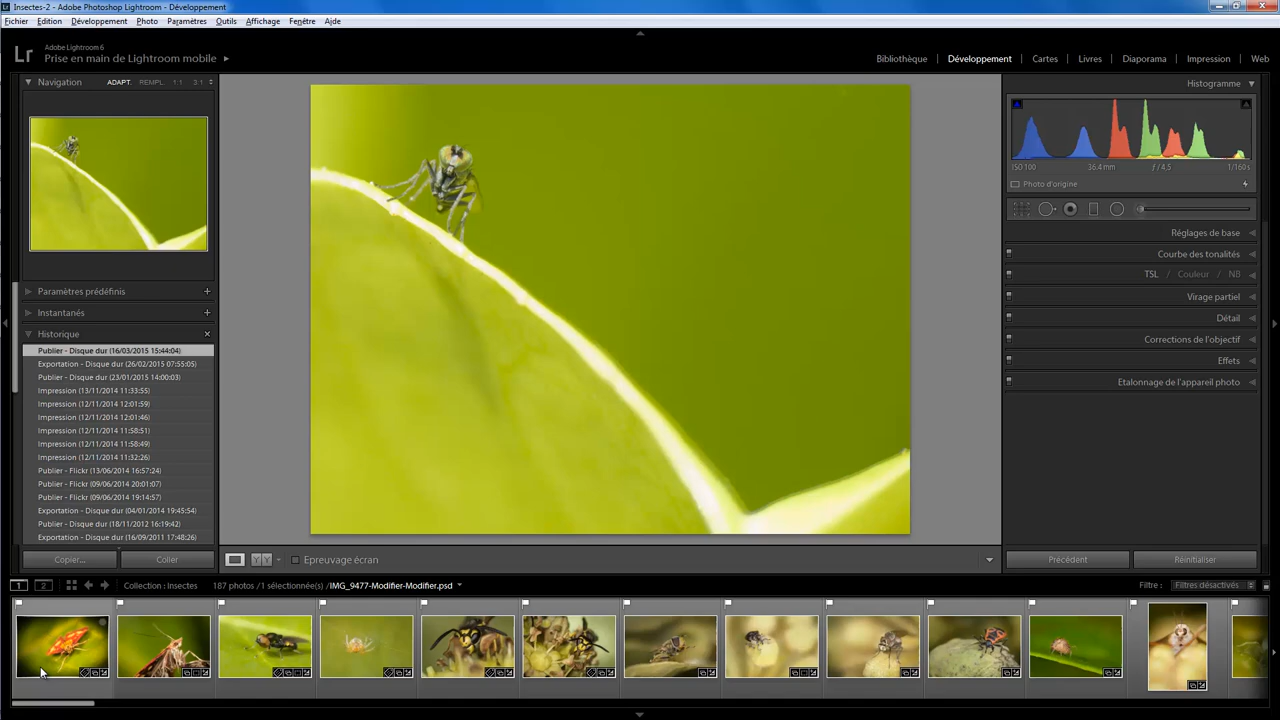 Insectes-2 - Adobe Photoshop Lightroom - Développement
Fichier Edition Développement Photo Paramètres Outils Affichage Fenêtre Aide
Lr
Adobe Lightroom 6
Prise en main de Lightroom mobile
Bibliothèque Développement Cartes Livres Diaporama Impression Web
Navigation ADAPT. REMPL. 1:1 3:1
Histogramme
ISO 100 36.4 mm ƒ / 4,5 1/160s
Photo d'origine
Réglages de base
Courbe des tonalités
TSL / Couleur / NB
Virage partiel
Détail
Corrections de l'objectif
Effets
Etalonnage de l'appareil photo
Paramètres prédéfinis
Instantanés
Historique
Publier - Disque dur (16/03/2015 15:44:04)
Exportation - Disque dur (26/02/2015 07:55:05)
Publier - Disque dur (23/01/2015 14:00:03)
Impression (13/11/2014 11:33:55)
Impression (12/11/2014 12:01:59)
Impression (12/11/2014 12:01:46)
Impression (12/11/2014 11:58:51)
Impression (12/11/2014 11:58:49)
Impression (12/11/2014 11:32:26)
Publier - Flickr (13/06/2014 16:57:24)
Publier - Flickr (09/06/2014 20:01:07)
Publier - Flickr (09/06/2014 19:14:57)
Exportation - Disque dur (04/01/2014 19:45:54)
Publier - Disque dur (18/11/2012 16:19:42)
Exportation - Disque dur (16/09/2011 17:48:26)
Copier... Coller
Epreuvage écran
Précédent Réinitialiser
1 2 Collection : Insectes 187 photos /1 sélectionnée(s) /IMG_9477-Modifier-Modifier.psd
Filtre : Filtres désactivés